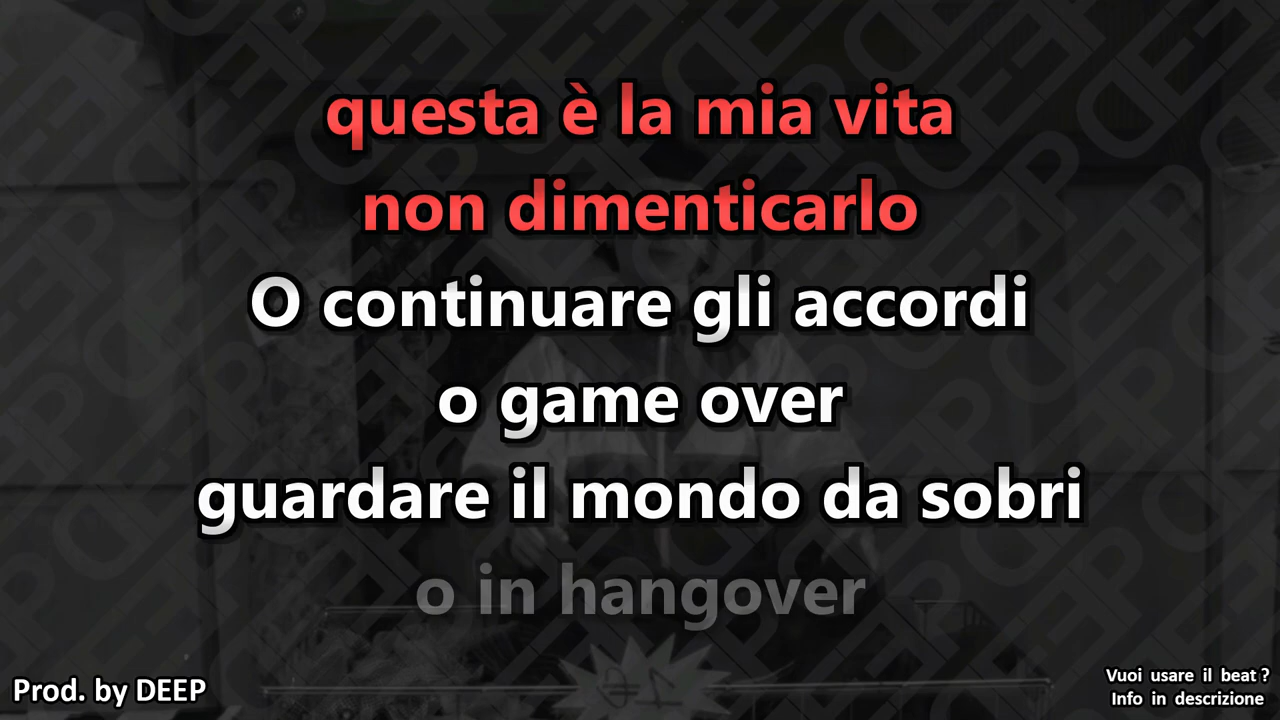 questa è la mia vita
non dimenticarlo
O continuare gli accordi
o game over
guardare il mondo da sobri
o in hangover
Prod. by DEEP
Vuoi usare il beat ?
Info in descrizione